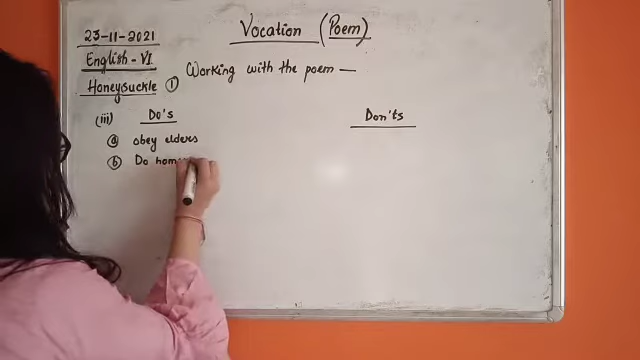 23-11-2021
Vocation (Poem)
English - VI
Honeysuckle
① Working with the poem —
(iii) Do's
Don'ts
ⓐ obey elders
ⓑ Do